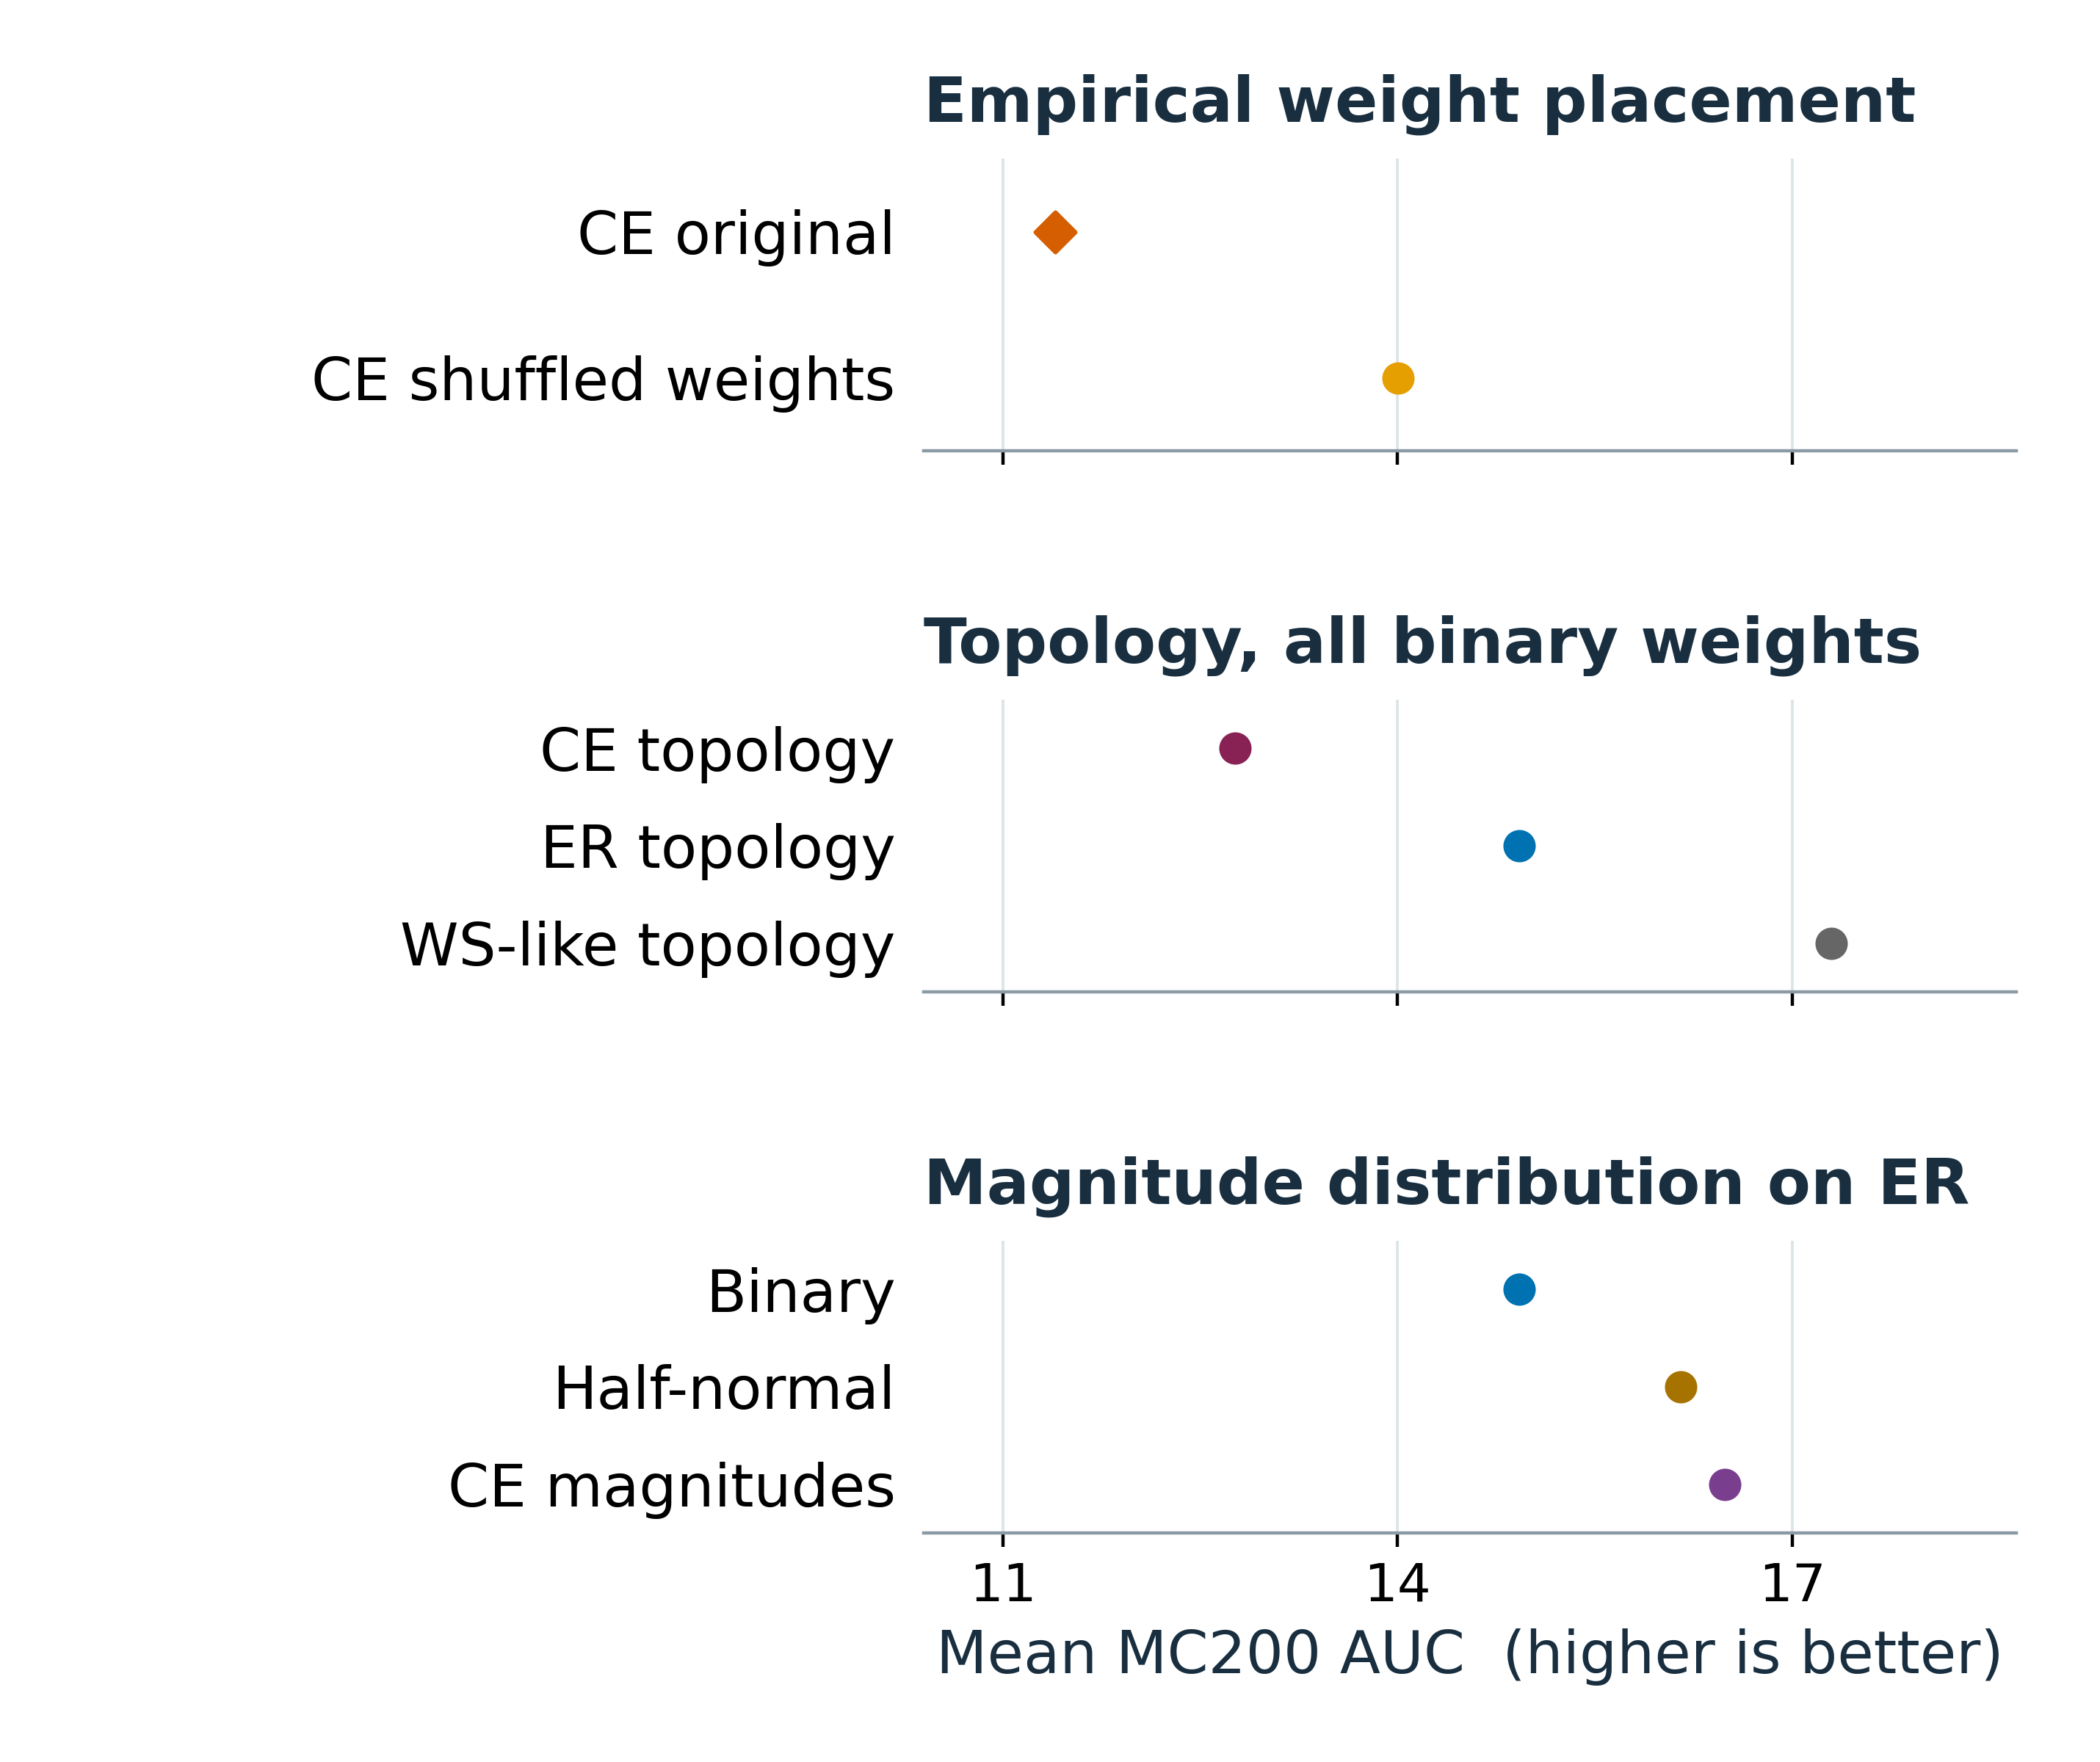 Empirical weight placement
CE original
CE shuffled weights
Topology, all binary weights
CE topology
ER topology
WS-like topology
Magnitude distribution on ER
Binary
Half-normal
CE magnitudes
11 14 17
Mean MC200 AUC (higher is better)